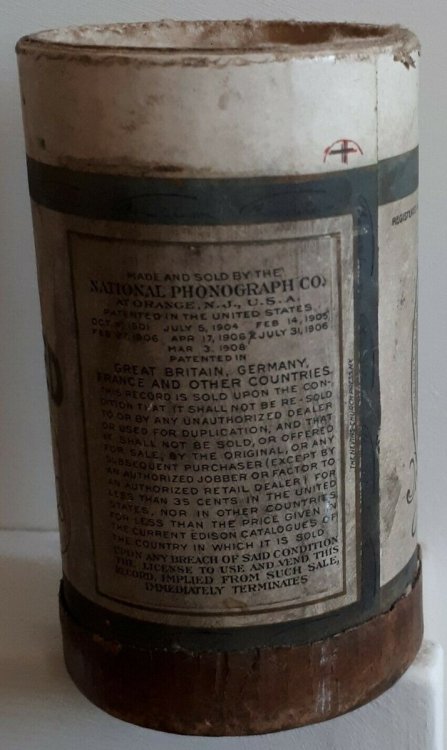 REGISTERED
MADE AND SOLD BY THE
NATIONAL PHONOGRAPH CO.
AT ORANGE, N.J., U.S.A.
PATENTED IN THE UNITED STATES
1901 JULY 5, 1904 FEB 14, 1905
1906 APR 17, 1906 & JULY 31, 1906
MAR 3, 1908
PATENTED IN
GREAT BRITAIN, GERMANY,
FRANCE AND OTHER COUNTRIES
THIS RECORD IS SOLD UPON THE CON-
DITION THAT IT SHALL NOT BE RE-SOLD
TO OR BY ANY UNAUTHORIZED DEALER
OR USED FOR DUPLICATION, AND THAT
IT SHALL NOT BE SOLD, OR OFFERED
FOR SALE, BY THE ORIGINAL, OR ANY
SUBSEQUENT PURCHASER (EXCEPT BY
AN AUTHORIZED JOBBER OR FACTOR TO
AN AUTHORIZED RETAIL DEALER) FOR
LESS THAN 35 CENTS IN THE UNITED
STATES, NOR IN OTHER COUNTRIES
FOR LESS THAN THE PRICE GIVEN IN
THE CURRENT EDISON CATALOGUES OF
THE COUNTRY IN WHICH IT IS SOLD.
UPON ANY BREACH OF SAID CONDITION
THE LICENSE TO USE AND VEND THIS
RECORD, IMPLIED FROM SUCH SALE,
IMMEDIATELY TERMINATES